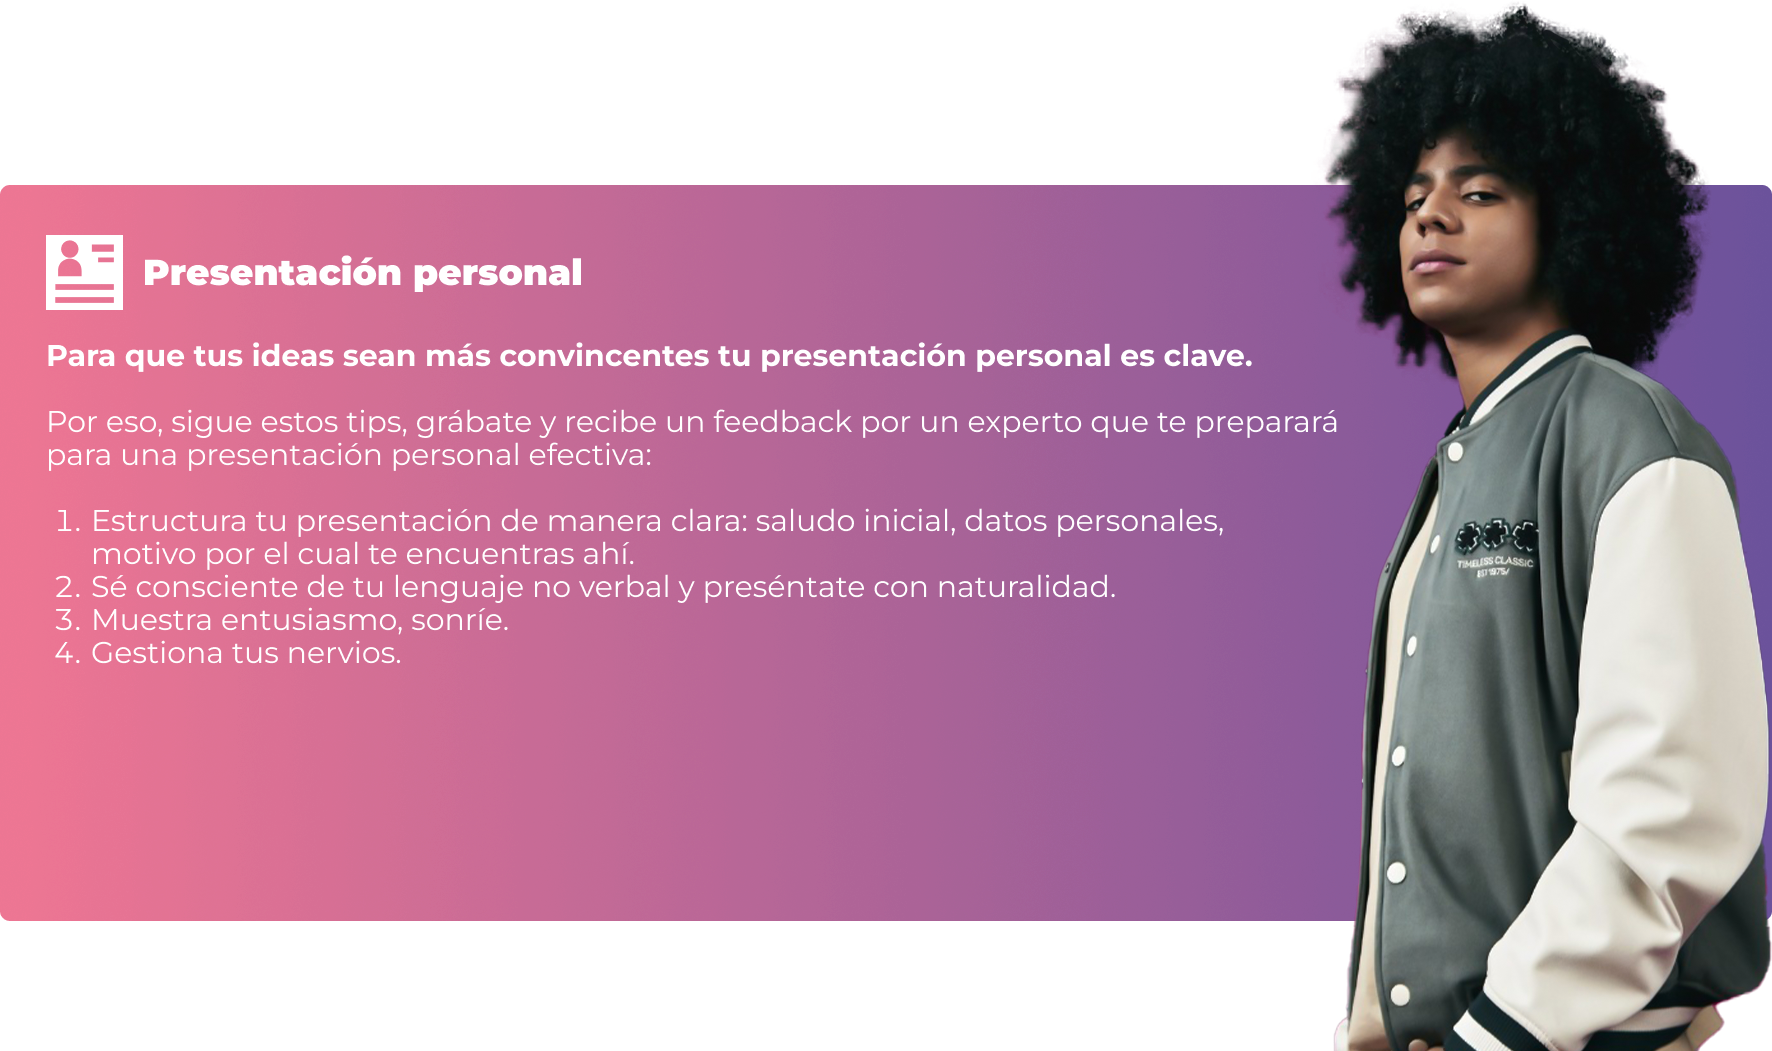 Presentación personal
Para que tus ideas sean más convincentes tu presentación personal es clave.
Por eso, sigue estos tips, grábate y recibe un feedback por un experto que te preparará
para una presentación personal efectiva:
1. Estructura tu presentación de manera clara: saludo inicial, datos personales,
motivo por el cual te encuentras ahí.
2. Sé consciente de tu lenguaje no verbal y preséntate con naturalidad.
3. Muestra entusiasmo, sonríe.
4. Gestiona tus nervios.
TIMELESS CLASSIC
EST 1975/